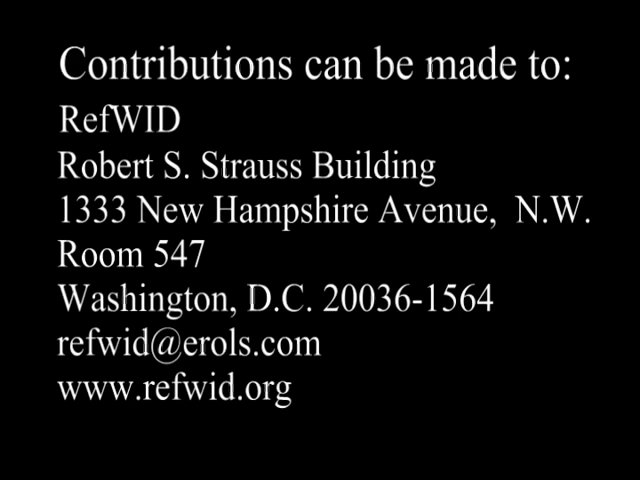 Contributions can be made to:
RefWID
Robert S. Strauss Building
1333 New Hampshire Avenue,  N.W.
Room 547
Washington, D.C. 20036-1564
refwid@erols.com
www.refwid.org